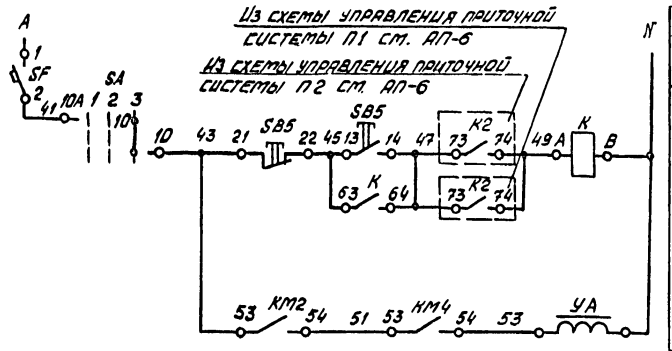 Из схемы управления приточной
системы П1 см. АП-6
Из схемы управления приточной
системы П2 см. АП-6
A N
1
SF SA
2 41 10A 1 2 3
10
1D 43 21 SB5 22 45 13 SB5 14 47 73 K2 74 49 A K B
63 K 64 73 K2 74
53 KM2 54 51 53 KM4 54 53 YA